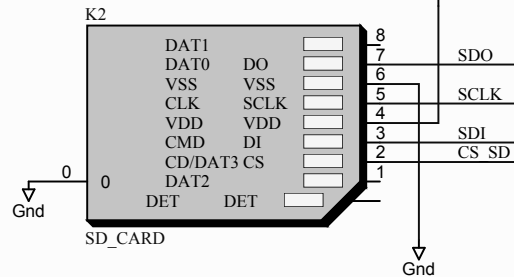 K2
DAT1 8
DAT0 DO 7 SDO
VSS VSS 6
CLK SCLK 5 SCLK
VDD VDD 4
CMD DI 3 SDI
CD/DAT3 CS 2 CS_SD
0 0 DAT2 1
Gnd DET DET
SD_CARD
Gnd